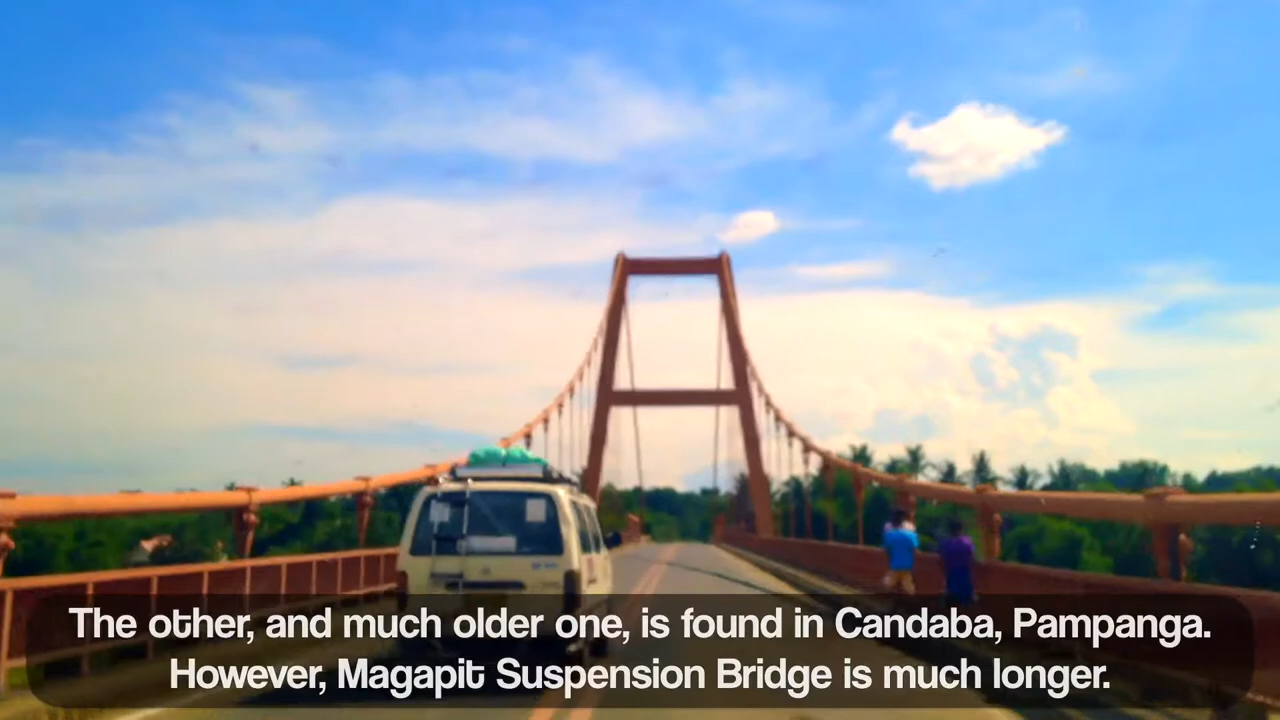 The other, and much older one, is found in Candaba, Pampanga.
However, Magapit Suspension Bridge is much longer.